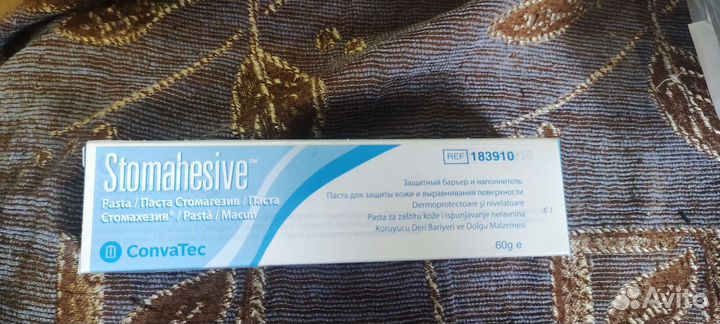 Stomahesive™
Pasta / Паста Стомагезив / Паста
Стомахезив® / Pastă / Macun
ConvaTec
REF 183910
Защитный барьер и наполнитель
Паста для защиты кожи и выравнивания поверхности
Dermoprotectoare şi nivelatoare
Pasta za zaštitu kože i ispunjavanje neravnina
Koruyucu Deri Bariyeri ve Dolgu Malzemesi
60g e
Avito